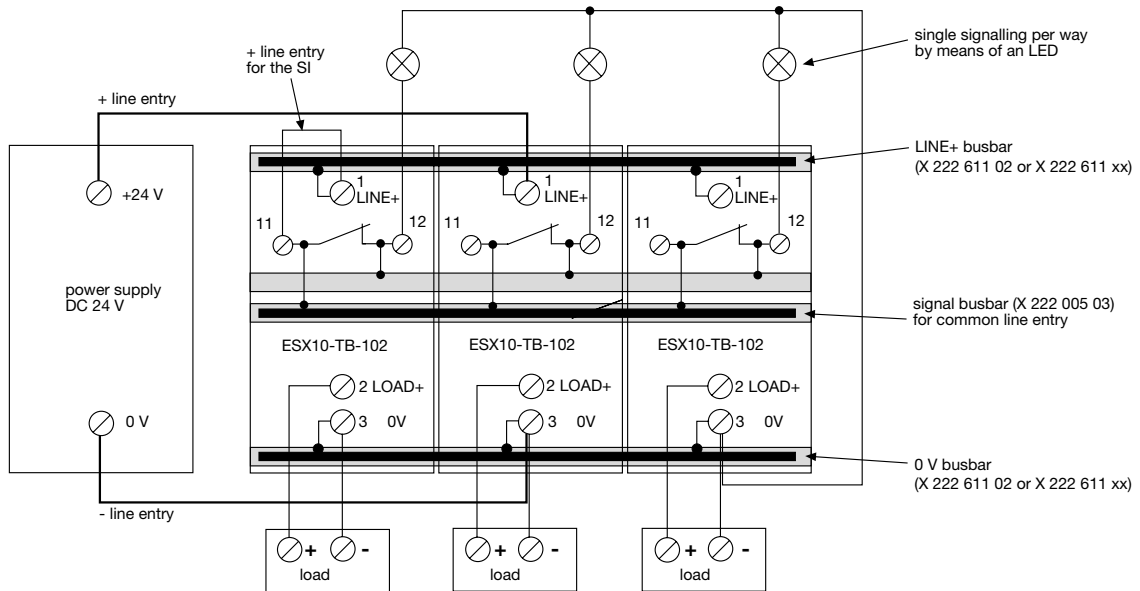 single signalling per way
by means of an LED
+ line entry
for the SI
+ line entry
LINE+ busbar
(X 222 611 02 or X 222 611 xx)
+24 V
1
LINE+
1
LINE+
1
LINE+
11
12
11
12
11
12
power supply
DC 24 V
signal busbar (X 222 005 03)
for common line entry
ESX10-TB-102
ESX10-TB-102
ESX10-TB-102
2 LOAD+
2 LOAD+
2 LOAD+
0 V
3 0V
3 0V
3 0V
0 V busbar
(X 222 611 02 or X 222 611 xx)
- line entry
+ -
load
+ -
load
+ -
load